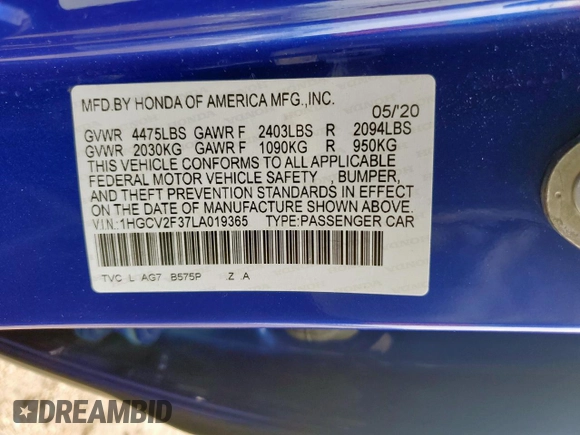 MFD.BY HONDA OF AMERICA MFG.,INC.
05/'20
GVWR 4475LBS GAWR F 2403LBS R 2094LBS
GVWR 2030KG GAWR F 1090KG R 950KG
THIS VEHICLE CONFORMS TO ALL APPLICABLE
FEDERAL MOTOR VEHICLE SAFETY , BUMPER,
AND THEFT PREVENTION STANDARDS IN EFFECT
ON THE DATE OF MANUFACTURE SHOWN ABOVE.
V.I.N.:1HGCV2F37LA019365 TYPE:PASSENGER CAR
TVC L AG7 B575P .Z .A
DREAMBID